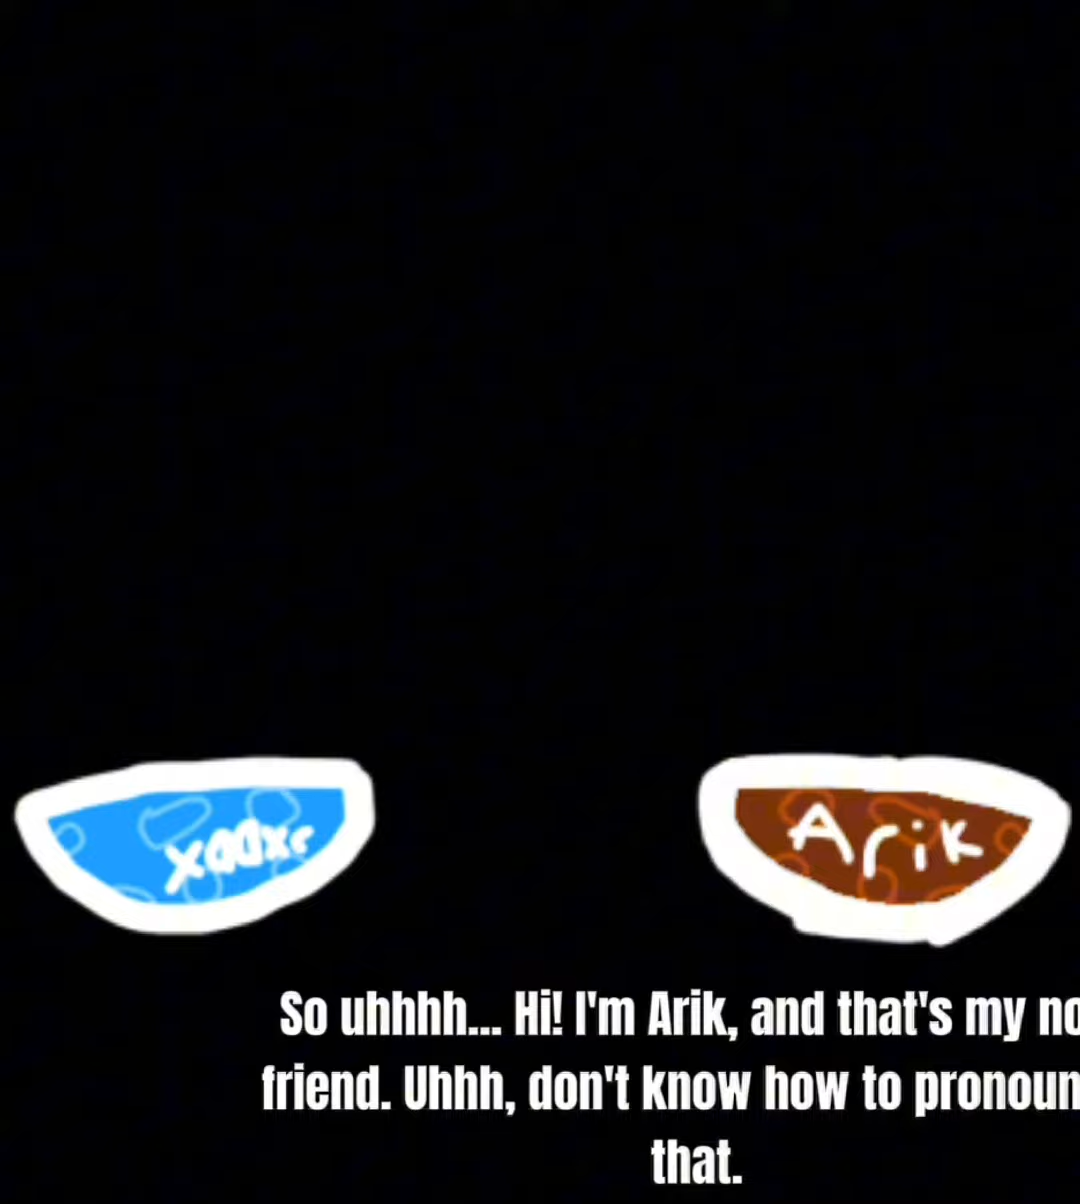 Arik
So uhhhh... Hi! I'm Arik, and that's my no
friend. Uhhh, don't know how to pronoun
that.